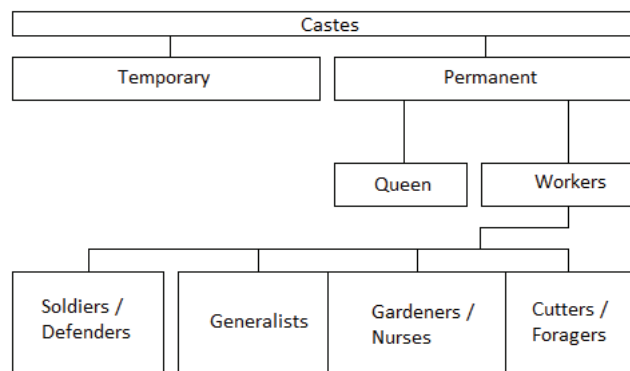 Castes
Temporary
Permanent
Queen
Workers
Soldiers /
Defenders
Generalists
Gardeners /
Nurses
Cutters /
Foragers